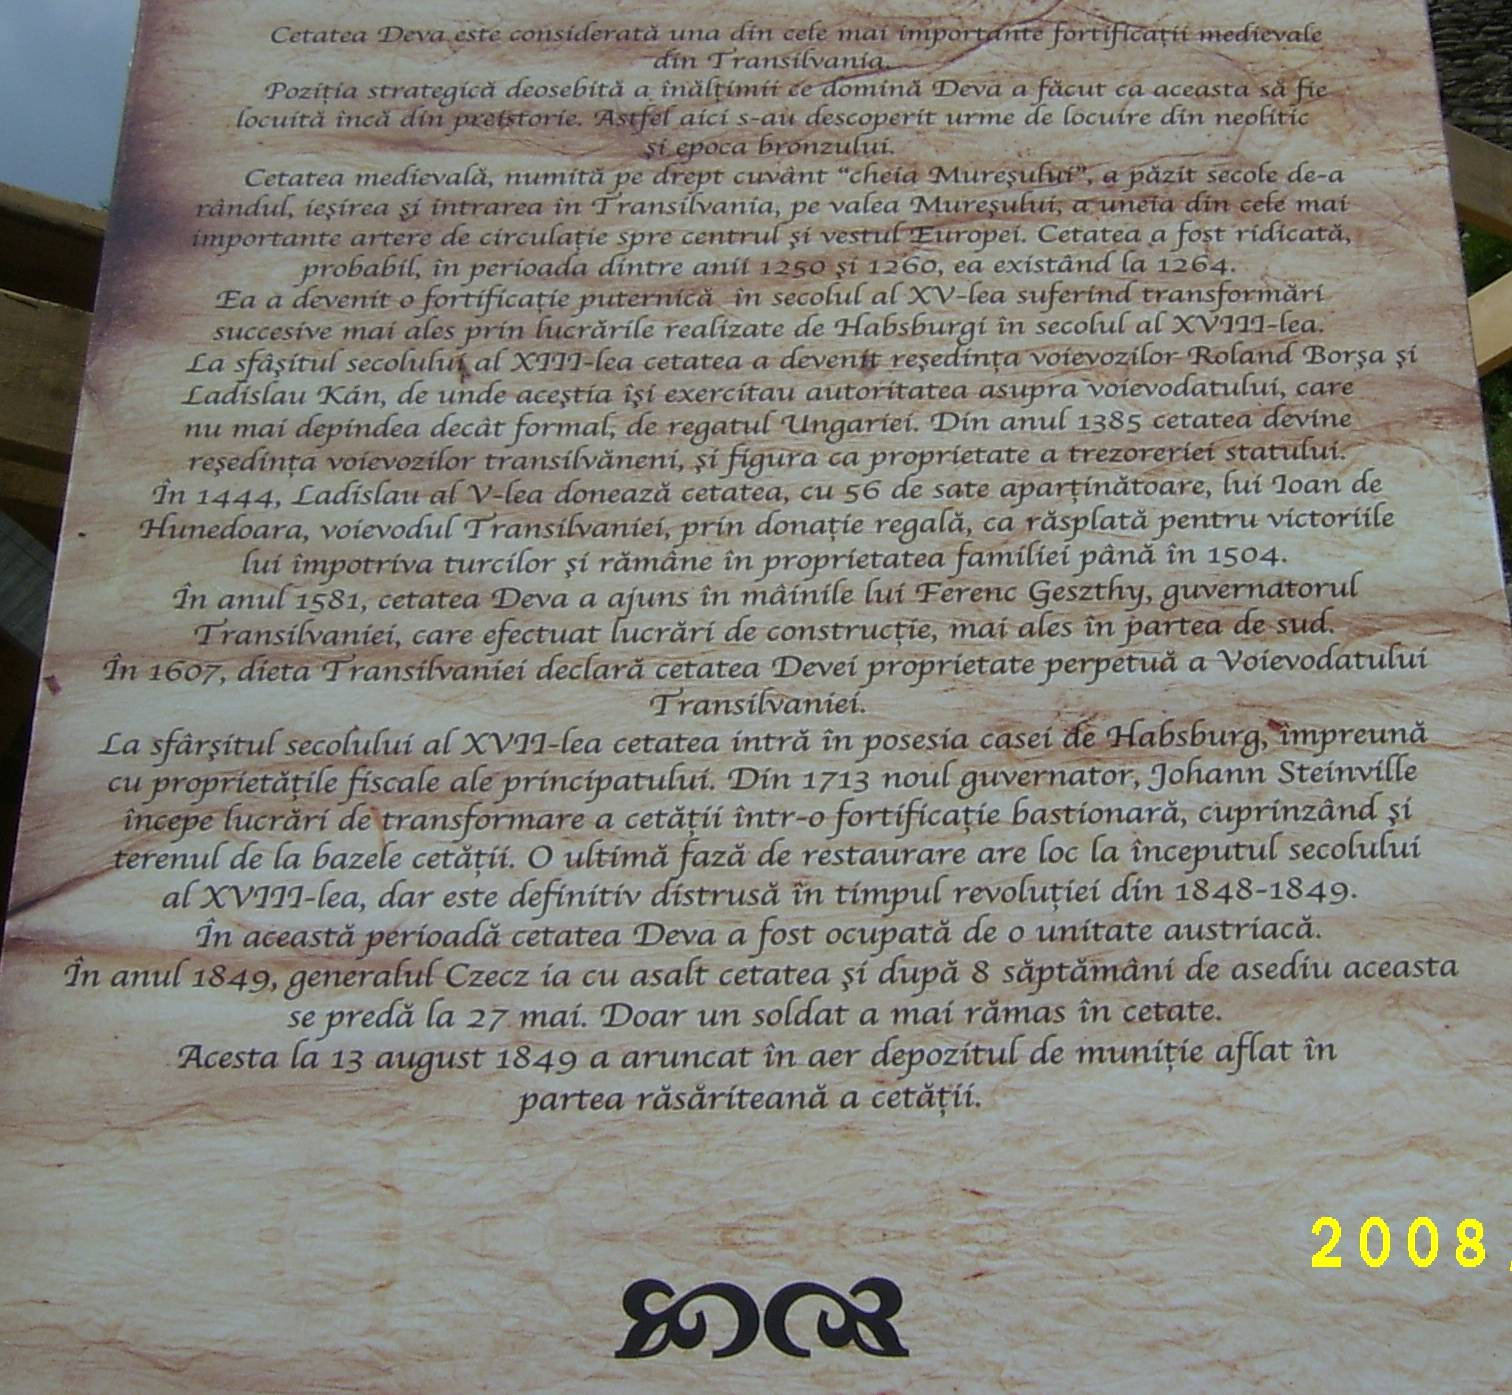 Cetatea Deva este considerată una din cele mai importante fortificații medievale
din Transilvania.
Poziția strategică deosebită a înălțimii ce domină Deva a făcut ca aceasta să fie
locuită încă din preistorie. Astfel aici s-au descoperit urme de locuire din neolitic
și epoca bronzului.
Cetatea medievală, numită pe drept cuvânt "cheia Mureșului", a păzit secole de-a
rândul, ieșirea și intrarea în Transilvania, pe valea Mureșului, a uneia din cele mai
importante artere de circulație spre centrul și vestul Europei. Cetatea a fost ridicată,
probabil, în perioada dintre anii 1250 și 1260, ea existând la 1264.
Ea a devenit o fortificație puternică în secolul al XV-lea suferind transformări
succesive mai ales prin lucrările realizate de Habsburgi în secolul al XVIII-lea.
La sfâșitul secolului al XIII-lea cetatea a devenit reședința voievozilor Roland Borșa și
Ladislau Kán, de unde aceștia își exercitau autoritatea asupra voievodatului, care
nu mai depindea decât formal, de regatul Ungariei. Din anul 1385 cetatea devine
reședința voievozilor transilvăneni, și figura ca proprietate a trezoreriei statului.
În 1444, Ladislau al V-lea donează cetatea, cu 56 de sate aparținătoare, lui Ioan de
Hunedoara, voievodul Transilvaniei, prin donație regală, ca răsplată pentru victoriile
lui împotriva turcilor și rămâne în proprietatea familiei până în 1504.
În anul 1581, cetatea Deva a ajuns în mâinile lui Ferenc Geszthy, guvernatorul
Transilvaniei, care efectuat lucrări de construcție, mai ales în partea de sud.
În 1607, dieta Transilvaniei declară cetatea Devei proprietate perpetuă a Voievodatului
Transilvaniei.
La sfârșitul secolului al XVII-lea cetatea intră în posesia casei de Habsburg, împreună
cu proprietățile fiscale ale principatului. Din 1713 noul guvernator, Johann Steinville
începe lucrări de transformare a cetății într-o fortificație bastionară, cuprinzând și
terenul de la bazele cetății. O ultimă fază de restaurare are loc la începutul secolului
al XVIII-lea, dar este definitiv distrusă în timpul revoluției din 1848-1849.
În această perioadă cetatea Deva a fost ocupată de o unitate austriacă.
În anul 1849, generalul Czecz ia cu asalt cetatea și după 8 săptămâni de asediu aceasta
se predă la 27 mai. Doar un soldat a mai rămas în cetate.
Acesta la 13 august 1849 a aruncat în aer depozitul de muniție aflat în
partea răsăriteană a cetății.
2008